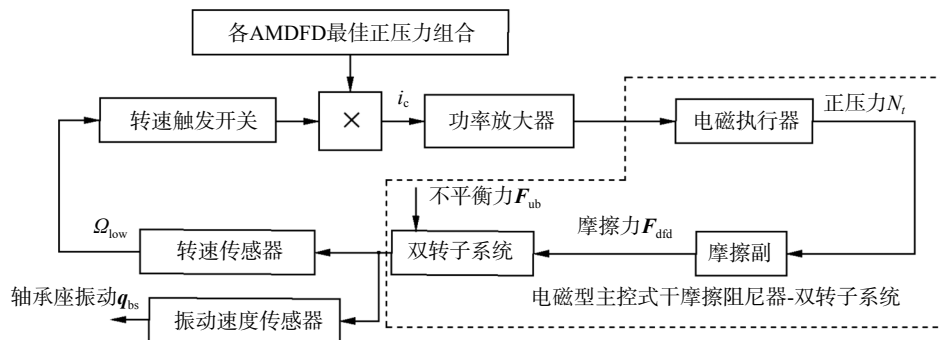 各AMDFD最佳正压力组合
转速触发开关
×
i_c
功率放大器
电磁执行器
正压力N_t
不平衡力F_ub
Ω_low
转速传感器
双转子系统
摩擦力F_dfd
摩擦副
轴承座振动q_bs
振动速度传感器
电磁型主控式干摩擦阻尼器-双转子系统